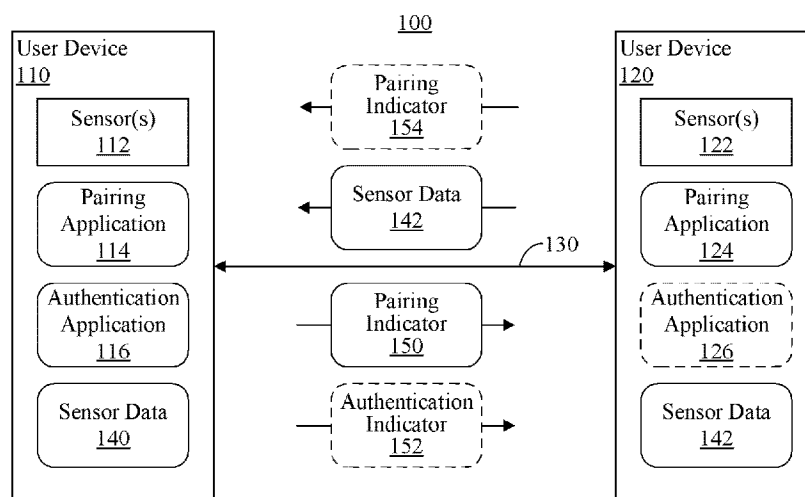 100
User Device
110
Sensor(s)
112
Pairing
Application
114
Authentication
Application
116
Sensor Data
140
Pairing
Indicator
154
Sensor Data
142
130
Pairing
Indicator
150
Authentication
Indicator
152
User Device
120
Sensor(s)
122
Pairing
Application
124
Authentication
Application
126
Sensor Data
142